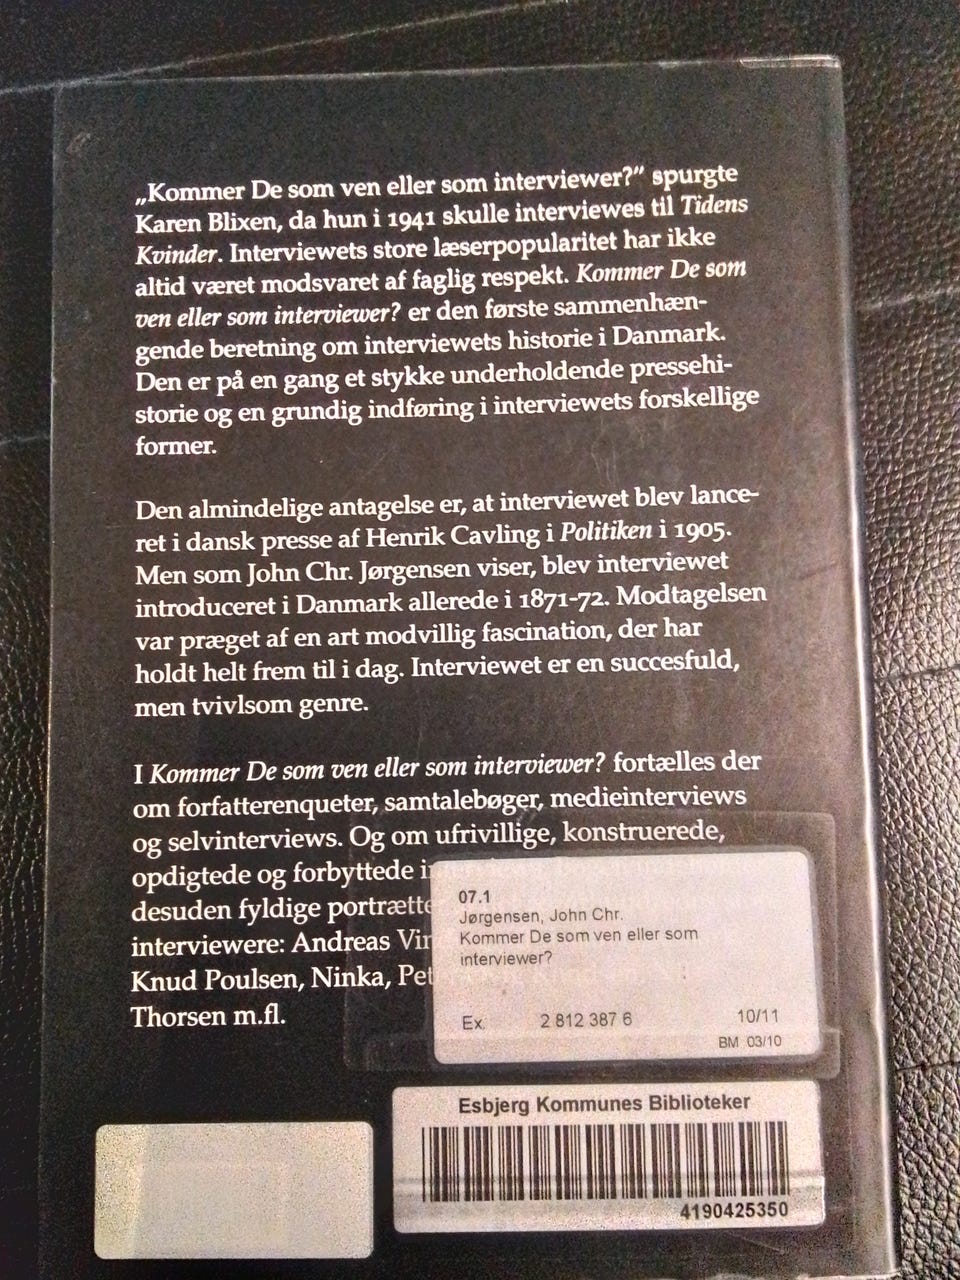 „Kommer De som ven eller som interviewer?” spurgte
Karen Blixen, da hun i 1941 skulle interviewes til Tidens
Kvinder. Interviewets store læserpopularitet har ikke
altid været modsvaret af faglig respekt. Kommer De som
ven eller som interviewer? er den første sammenhæn-
gende beretning om interviewets historie i Danmark.
Den er på en gang et stykke underholdende pressehi-
storie og en grundig indføring i interviewets forskellige
former.
Den almindelige antagelse er, at interviewet blev lance-
ret i dansk presse af Henrik Cavling i Politiken i 1905.
Men som John Chr. Jørgensen viser, blev interviewet
introduceret i Danmark allerede i 1871-72. Modtagelsen
var præget af en art modvillig fascination, der har
holdt helt frem til i dag. Interviewet er en succesfuld,
men tvivlsom genre.
I Kommer De som ven eller som interviewer? fortælles der
om forfatterenqueter, samtalebøger, medieinterviews
og selvinterviews. Og om ufrivillige, konstruerede,
opdigtede og forbyttede
desuden fyldige
interviewere: Andreas
Knud Poulsen, Ninka,
Thorsen m.fl.
07.1
Jørgensen, John Chr.
Kommer De som ven eller som
interviewer?
Ex. 2 812 387 6 10/11
BM 03/10
Esbjerg Kommunes Biblioteker
4190425350